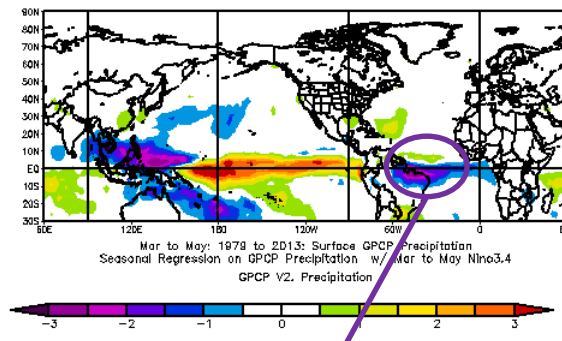 90N
80N
70N
60N
50N
40N
30N
20N
10N
EQ
10S
20S
30S
60E 120E 180 120W 60W 0
Mar to May: 1979 to 2013: Surface GPCP Precipitation
Seasonal Regression on GPCP Precipitation w/ Mar to May Nino3.4
GPCP V2. Precipitation
-3 -2 -1 0 1 2 3